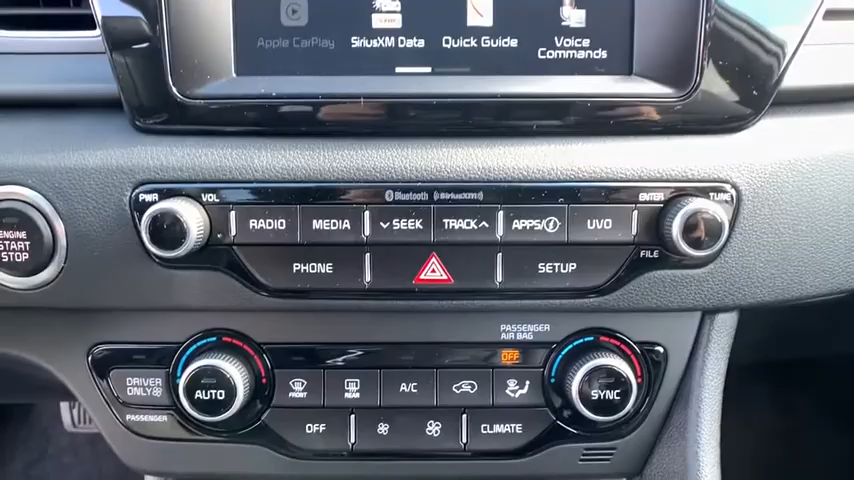 Apple CarPlay SiriusXM Data Quick Guide Voice Commands
PWR VOL Bluetooth SiriusXM ENTER TUNE
RADIO MEDIA SEEK TRACK APPS/i UVO
FILE
PHONE SETUP
ENGINE START STOP
PASSENGER AIR BAG
OFF
DRIVER ONLY
FRONT REAR A/C
AUTO SYNC
PASSENGER
OFF CLIMATE